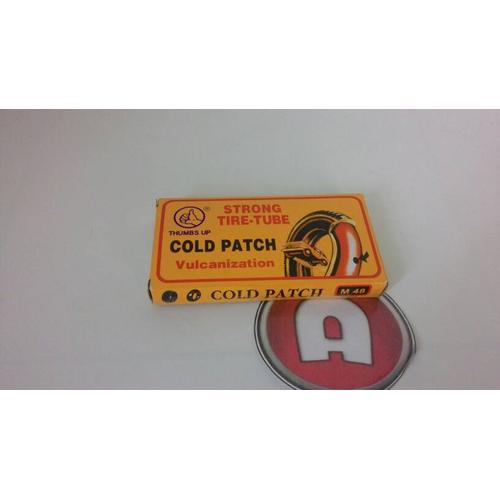 STRONG
TIRE-TUBE
®
THUMBS UP
COLD PATCH
Vulcanization
COLD PATCH
M 48
A